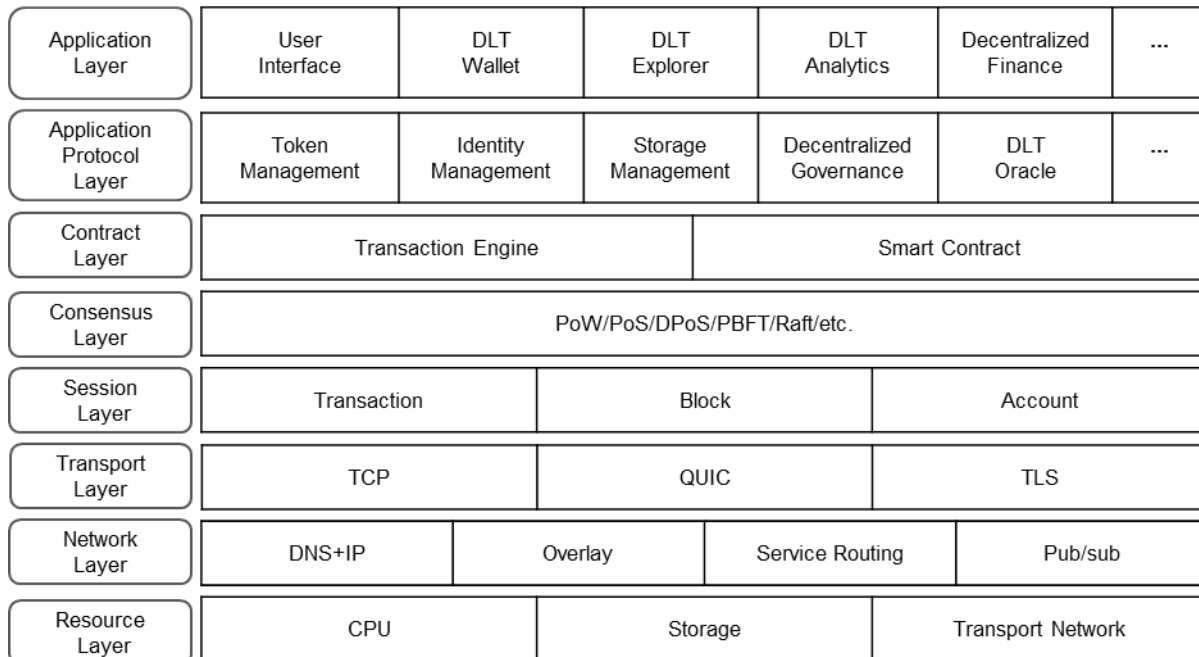 Application
Layer
User
Interface
DLT
Wallet
DLT
Explorer
DLT
Analytics
Decentralized
Finance
...
Application
Protocol
Layer
Token
Management
Identity
Management
Storage
Management
Decentralized
Governance
DLT
Oracle
...
Contract
Layer
Transaction Engine
Smart Contract
Consensus
Layer
PoW/PoS/DPoS/PBFT/Raft/etc.
Session
Layer
Transaction
Block
Account
Transport
Layer
TCP
QUIC
TLS
Network
Layer
DNS+IP
Overlay
Service Routing
Pub/sub
Resource
Layer
CPU
Storage
Transport Network